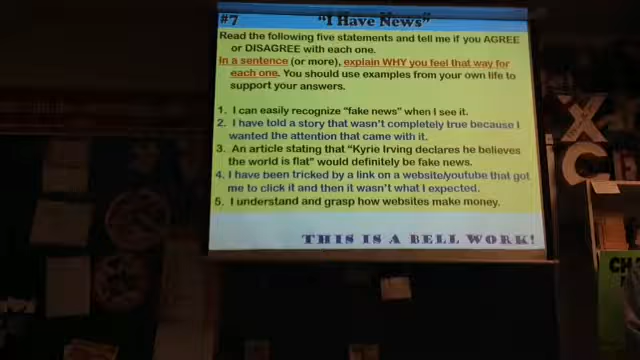 #7 "I Have News"
Read the following five statements and tell me if you AGREE
or DISAGREE with each one.
In a sentence (or more), explain WHY you feel that way for
each one. You should use examples from your own life to
support your answers.
1. I can easily recognize "fake news" when I see it.
2. I have told a story that wasn't completely true because I
wanted the attention that came with it.
3. An article stating that "Kyrie Irving declares he believes
the world is flat" would definitely be fake news.
4. I have been tricked by a link on a website/youtube that got
me to click it and then it wasn't what I expected.
5. I understand and grasp how websites make money.
THIS IS A BELL WORK!
X
C